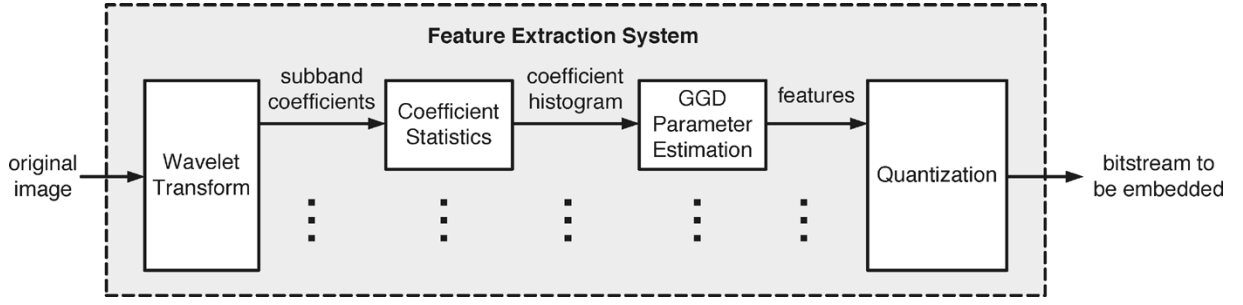 Feature Extraction System
original
image
Wavelet
Transform
subband
coefficients
Coefficient
Statistics
coefficient
histogram
GGD
Parameter
Estimation
features
Quantization
bitstream to
be embedded